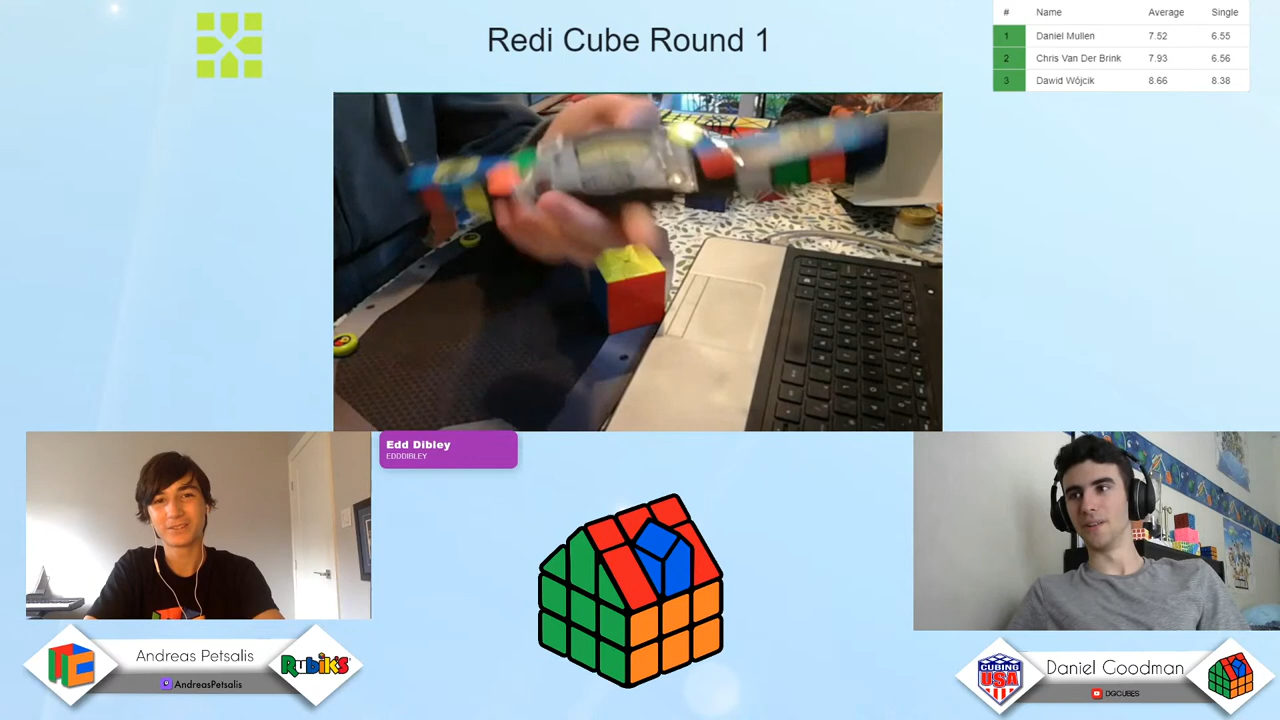 Redi Cube Round 1
# Name Average Single
1 Daniel Mullen 7.52 6.55
2 Chris Van Der Brink 7.93 6.56
3 Dawid Wójcik 8.66 8.38
Edd Dibley
EDDDIBLEY
Andreas Petsalis
AndreasPetsalis
RUBIK'S
CUBING
USA
Daniel Goodman
DGCUBES